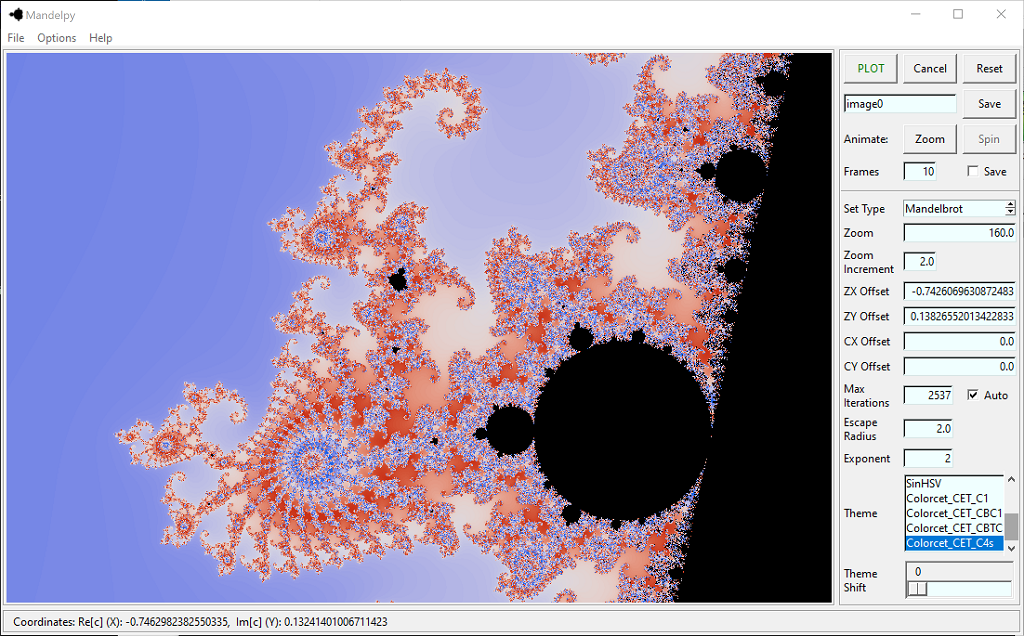 Mandelpy
File Options Help
PLOT Cancel Reset
image0 Save
Animate: Zoom Spin
Frames 10 Save
Set Type Mandelbrot
Zoom 160.0
Zoom
Increment 2.0
ZX Offset -0.7426069630872483
ZY Offset 0.13826552013422833
CX Offset 0.0
CY Offset 0.0
Max
Iterations 2537 Auto
Escape
Radius 2.0
Exponent 2
Theme
SinHSV
Colorcet_CET_C1
Colorcet_CET_CBC1
Colorcet_CET_CBTC
Colorcet_CET_C4s
Theme
Shift 0
Coordinates: Re[c] (X): -0.7462982382550335, Im[c] (Y): 0.13241401006711423